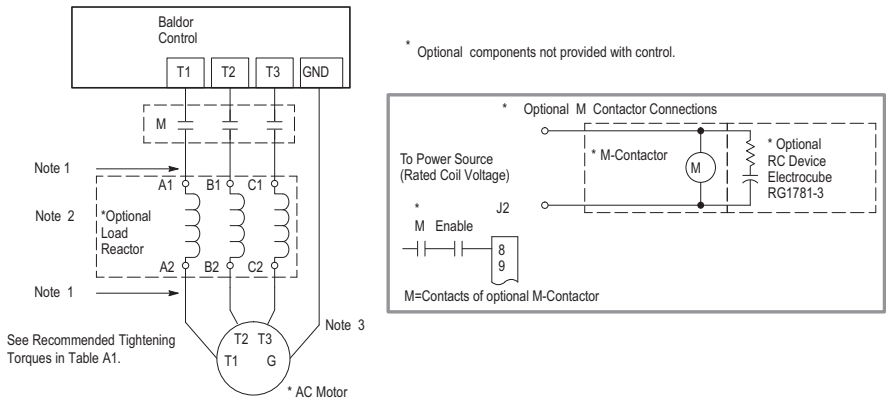 Baldor
Control
T1 T2 T3 GND
* Optional components not provided with control.
M
Note 1
A1 B1 C1
Note 2
*Optional
Load
Reactor
A2 B2 C2
Note 1
Note 3
See Recommended Tightening
Torques in Table A1.
T2 T3
T1 G
* AC Motor
* Optional M Contactor Connections
To Power Source
(Rated Coil Voltage)
* M-Contactor
M
* Optional
RC Device
Electrocube
RG1781-3
*
M Enable
J2
8
9
M=Contacts of optional M-Contactor